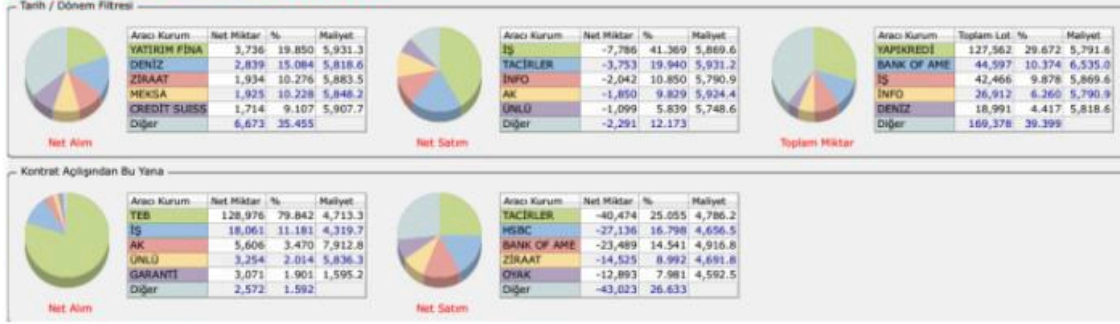 Tarih / Dönem Filtresi
Aracı Kurum Net Miktar % Maliyet
YATIRIM FİNA 3,736 19.850 5,931.3
DENİZ 2,839 15.084 5,818.6
ZİRAAT 1,934 10.276 5,883.5
MEKSA 1,925 10.228 5,848.2
CREDIT SUISS 1,714 9.107 5,907.7
Diğer 6,673 35.455
Net Alım
Aracı Kurum Net Miktar % Maliyet
İŞ -7,786 41.369 5,869.6
TACİRLER -3,753 19.940 5,931.2
İNFO -2,042 10.850 5,790.9
AK -1,850 9.829 5,924.4
ÜNLÜ -1,099 5.839 5,748.6
Diğer -2,291 12.173
Net Satım
Aracı Kurum Toplam Lot % Maliyet
YAPIKREDİ 127,562 29.672 5,791.8
BANK OF AME 44,597 10.374 6,535.0
İŞ 42,466 9.878 5,869.6
İNFO 26,912 6.260 5,790.9
DENİZ 18,991 4.417 5,818.6
Diğer 169,378 39.399
Toplam Miktar
Kontrat Açılışından Bu Yana
Aracı Kurum Net Miktar % Maliyet
TEB 128,976 79.842 4,713.3
İŞ 18,061 11.181 4,319.7
AK 5,606 3.470 7,912.8
ÜNLÜ 3,254 2.014 5,836.3
GARANTİ 3,071 1.901 1,595.2
Diğer 2,572 1.592
Net Alım
Aracı Kurum Net Miktar % Maliyet
TACİRLER -40,474 25.055 4,786.2
HSBC -27,136 16.798 4,656.5
BANK OF AME -23,489 14.541 4,916.8
ZİRAAT -14,525 8.992 4,691.8
OYAK -12,893 7.981 4,592.5
Diğer -43,023 26.633
Net Satım